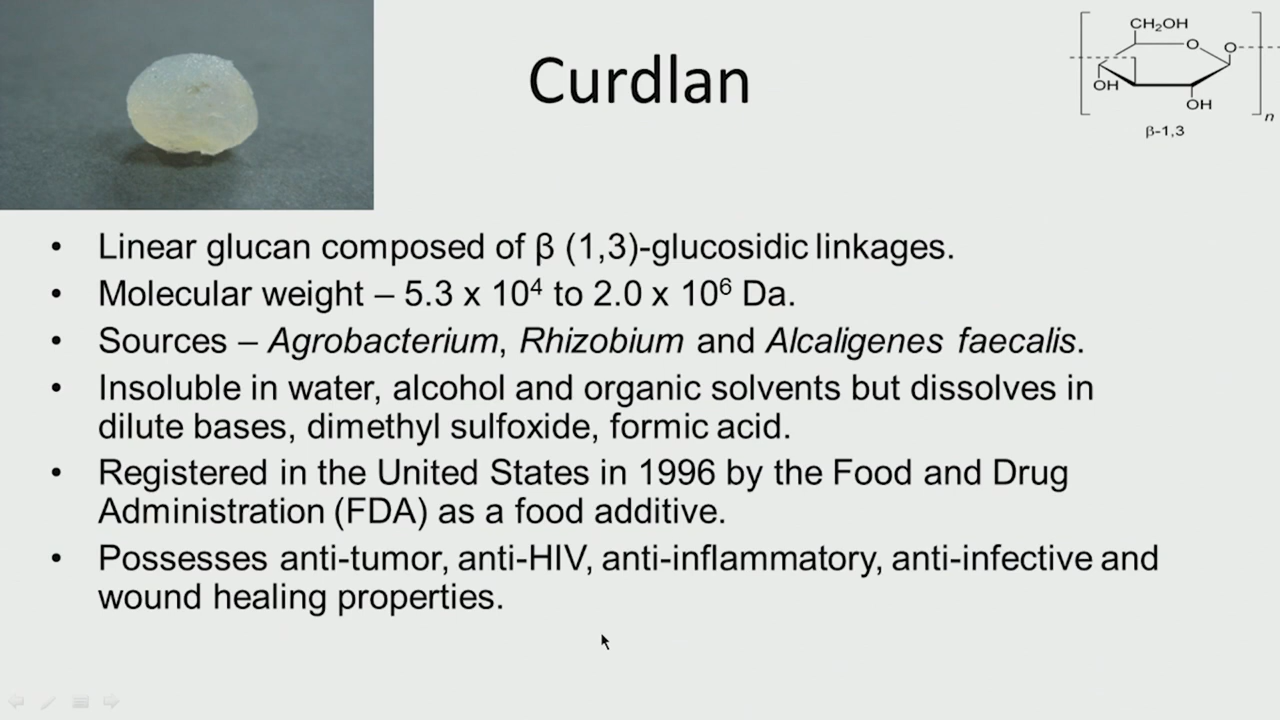 Curdlan
CH₂OH
O
O
OH
OH
n
β-1,3
• Linear glucan composed of β (1,3)-glucosidic linkages.
• Molecular weight – 5.3 x 10⁴ to 2.0 x 10⁶ Da.
• Sources – Agrobacterium, Rhizobium and Alcaligenes faecalis.
• Insoluble in water, alcohol and organic solvents but dissolves in
dilute bases, dimethyl sulfoxide, formic acid.
• Registered in the United States in 1996 by the Food and Drug
Administration (FDA) as a food additive.
• Possesses anti-tumor, anti-HIV, anti-inflammatory, anti-infective and
wound healing properties.